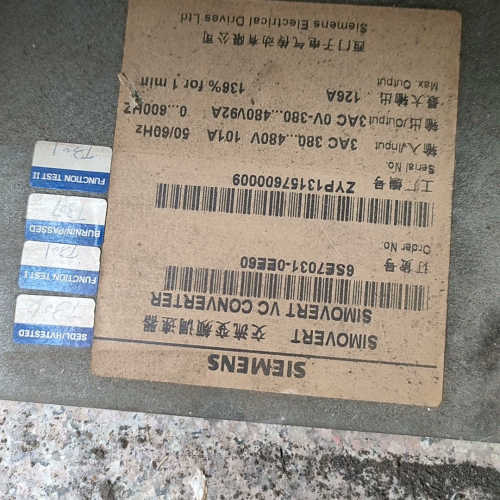 SIEMENS
SIMOVERT 交流变频调速器
SIMOVERT VC CONVERTER
订货号 6SE7031-0EE60
Order No.
工厂编号 ZYP13157600009
Serial No.
输入/Input 3AC 380...480V 101A 50/60Hz
输出/Output 3AC 0V-380...480V92A 0...600Hz
最大输出 126A 136% for 1 min
Max. Output
西门子电气传动有限公司
Siemens Electrical Drives Ltd
SEDL/HVTESTED
FUNCTION TEST I
BURNIN/PASSED
FUNCTION TEST II